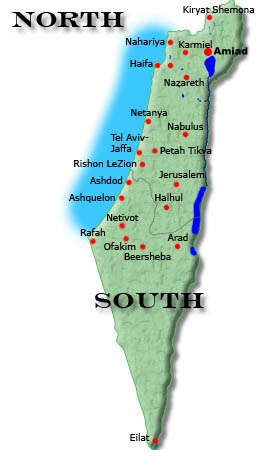 Kiryat Shemona
NORTH
Nahariya
Karmiel
Amiad
Haifa
Nazareth
Netanya
Nabulus
Tel Aviv-
Jaffa
Petah Tikva
Rishon LeZion
Jerusalem
Ashdod
Ashquelon
Halhul
Netivot
Rafah
Arad
Ofakim
Beersheba
SOUTH
Eilat